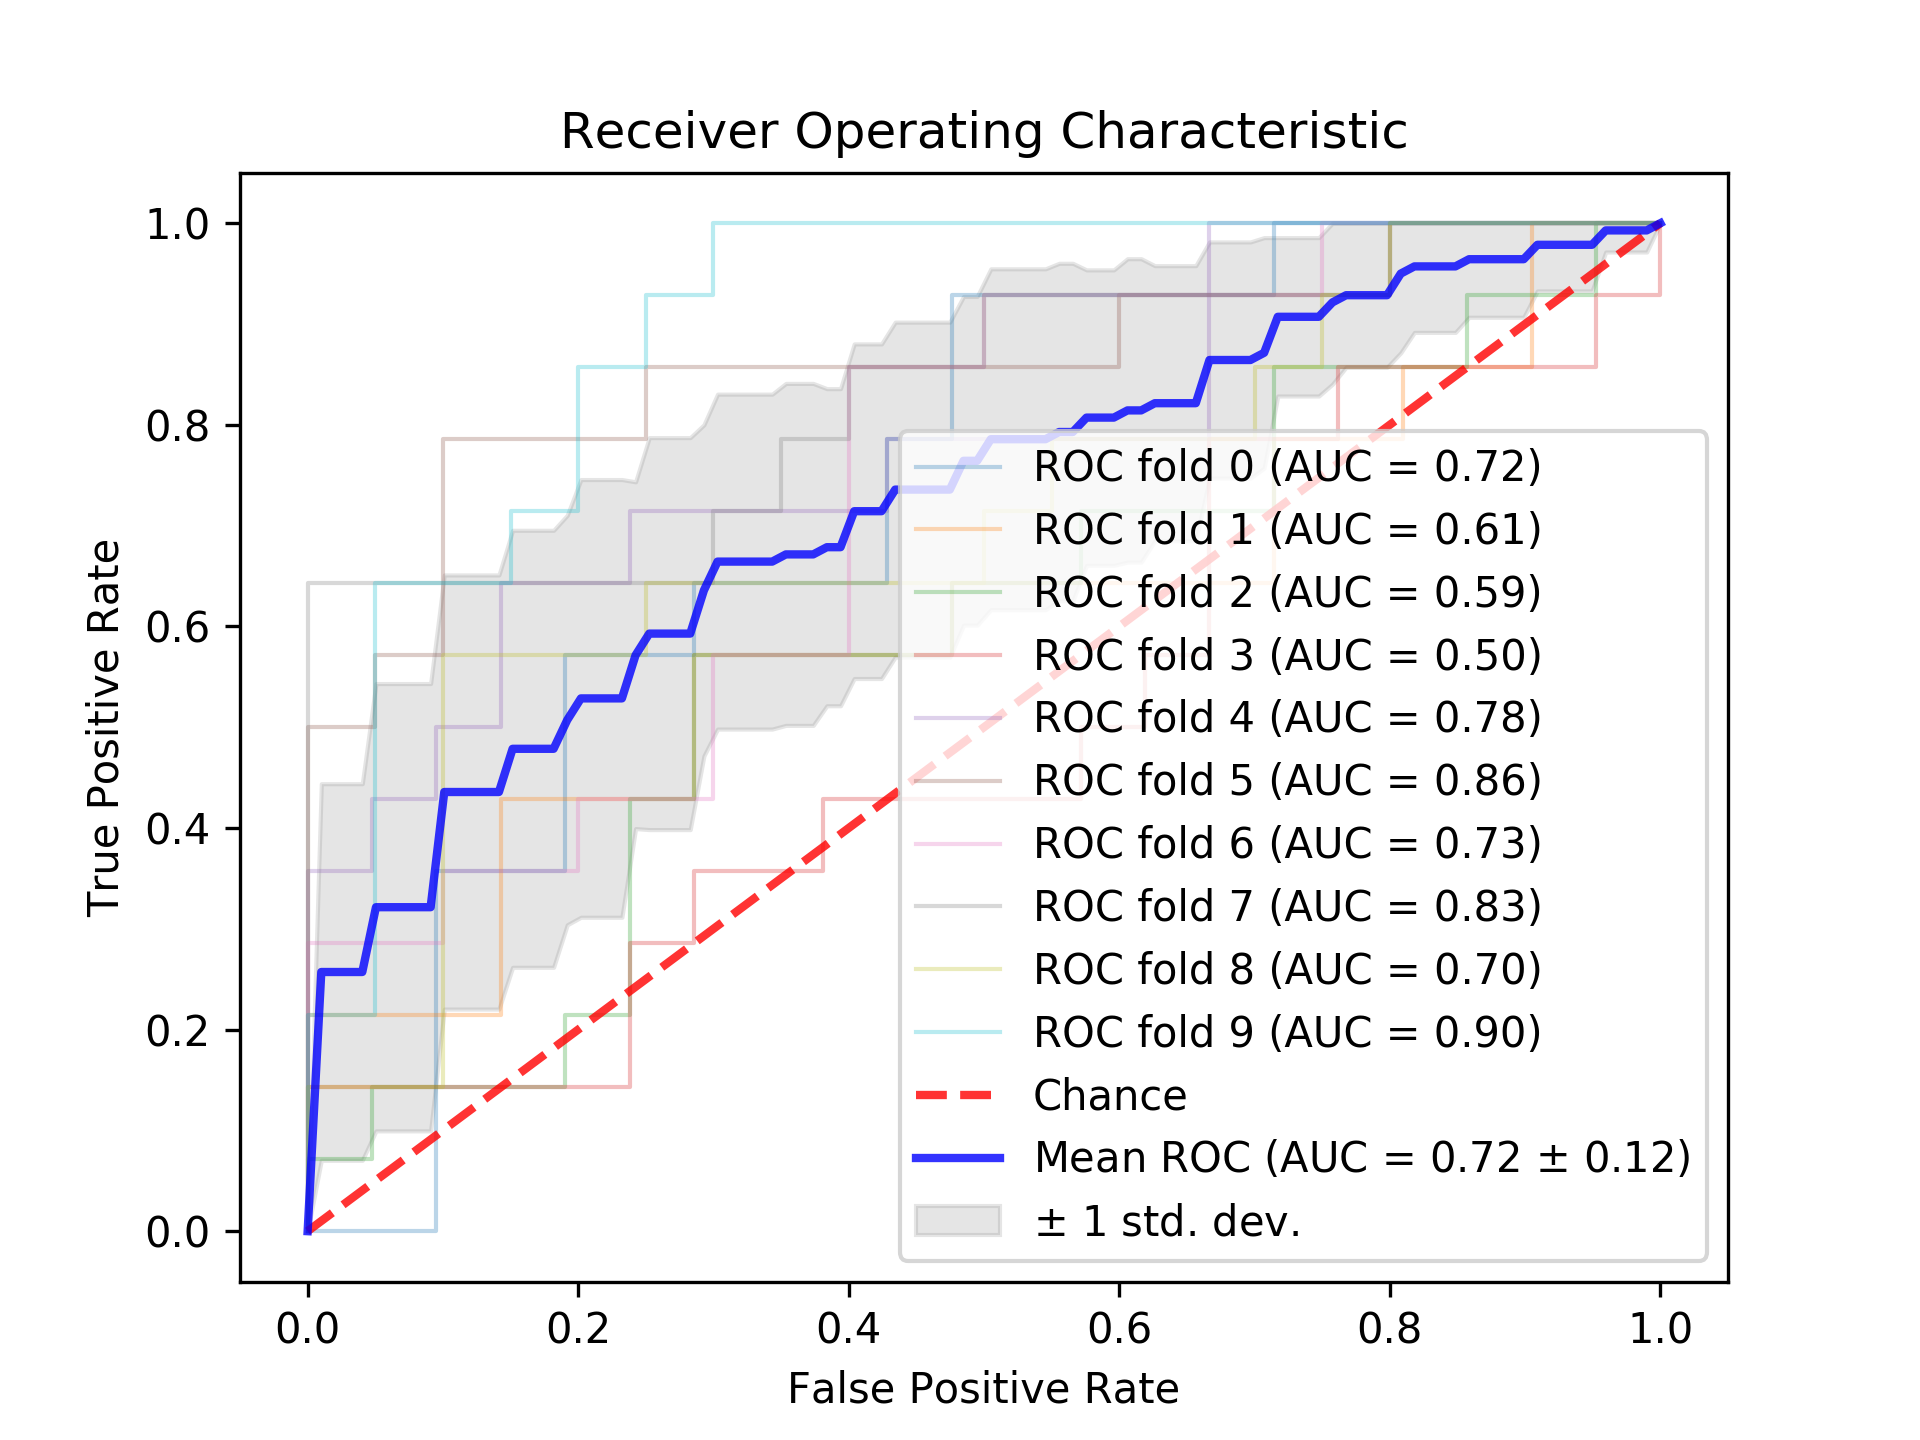 Receiver Operating Characteristic
True Positive Rate
1.0
0.8
0.6
0.4
0.2
0.0
ROC fold 0 (AUC = 0.72)
ROC fold 1 (AUC = 0.61)
ROC fold 2 (AUC = 0.59)
ROC fold 3 (AUC = 0.50)
ROC fold 4 (AUC = 0.78)
ROC fold 5 (AUC = 0.86)
ROC fold 6 (AUC = 0.73)
ROC fold 7 (AUC = 0.83)
ROC fold 8 (AUC = 0.70)
ROC fold 9 (AUC = 0.90)
Chance
Mean ROC (AUC = 0.72 ± 0.12)
± 1 std. dev.
0.0 0.2 0.4 0.6 0.8 1.0
False Positive Rate